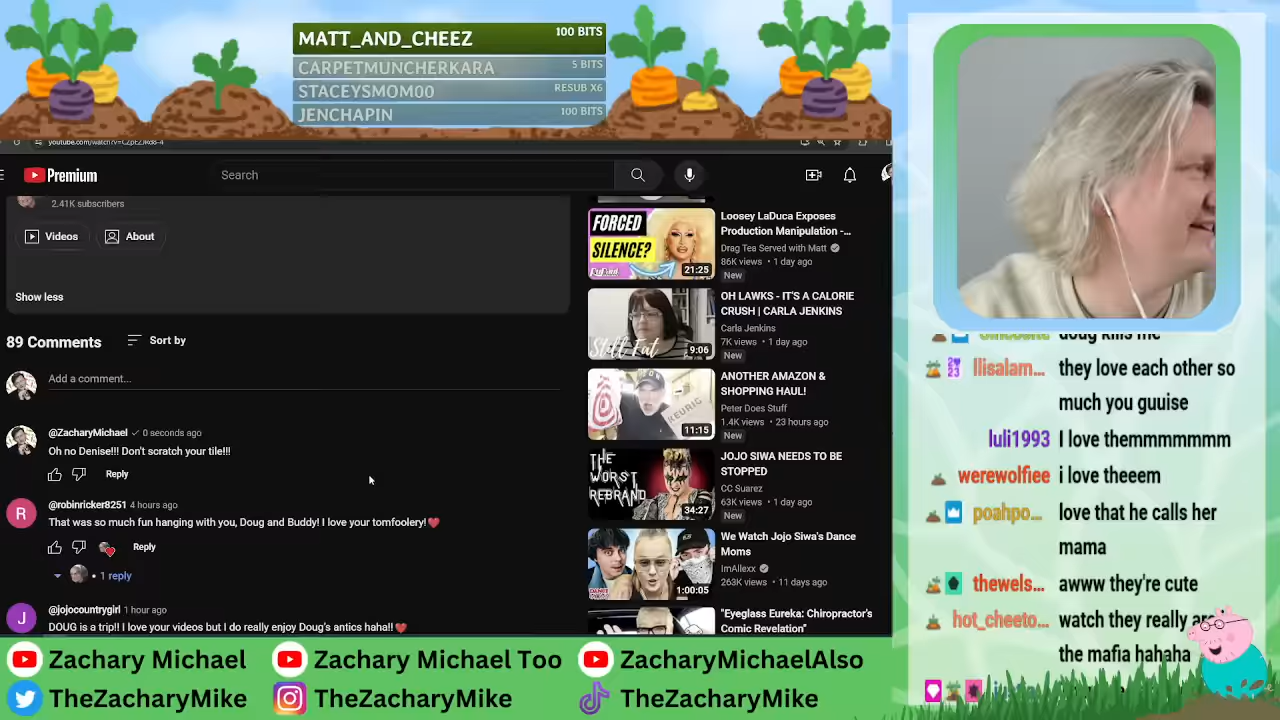 MATT_AND_CHEEZ 100 BITS
CARPETMUNCHERKARA 5 BITS
STACEYSMOM00 RESUB X6
JENCHAPIN 100 BITS
Premium
Search
2.41K subscribers
Videos
About
Show less
89 Comments
Sort by
Add a comment...
@ZacharyMichael 0 seconds ago
Oh no Denise!!! Don't scratch your tile!!!
Reply
R
@robinricker8251 4 hours ago
That was so much fun hanging with you, Doug and Buddy! I love your tomfoolery!❤️
Reply
• 1 reply
J
@jojocountrygirl 1 hour ago
DOUG is a trip!! I love your videos but I do really enjoy Doug's antics haha!!❤️
FORCED
SILENCE?
21:25
Loosey LaDuca Exposes
Production Manipulation -...
Drag Tea Served with Matt
86K views • 1 day ago
New
Still Fat
9:06
OH LAWKS - IT'S A CALORIE
CRUSH | CARLA JENKINS
Carla Jenkins
7K views • 1 day ago
New
KEURIG
11:15
ANOTHER AMAZON &
SHOPPING HAUL!
Peter Does Stuff
1.4K views • 23 hours ago
New
THE
WORST
REBRAND
34:27
JOJO SIWA NEEDS TO BE
STOPPED
CC Suarez
63K views • 1 day ago
New
1:00:05
We Watch Jojo Siwa's Dance
Moms
ImAllexx
263K views • 11 days ago
"Eyeglass Eureka: Chiropractor's
Comic Revelation"
doug kills me
llisalam... they love each other so
much you guuise
luli1993 I love themmmmmmm
werewolfiee i love theeem
poahpo... love that he calls her
mama
thewels... awww they're cute
hot_cheeto... watch they really are
the mafia hahaha
Zachary Michael
Zachary Michael Too
ZacharyMichaelAlso
TheZacharyMike
TheZacharyMike
TheZacharyMike